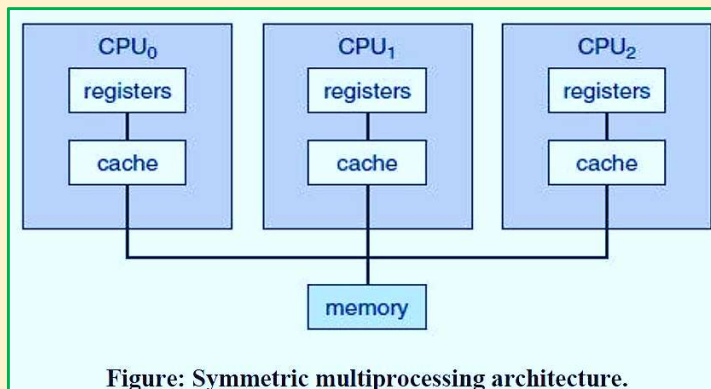 CPU₀ CPU₁ CPU₂
registers registers registers
cache cache cache
memory
Figure: Symmetric multiprocessing architecture.